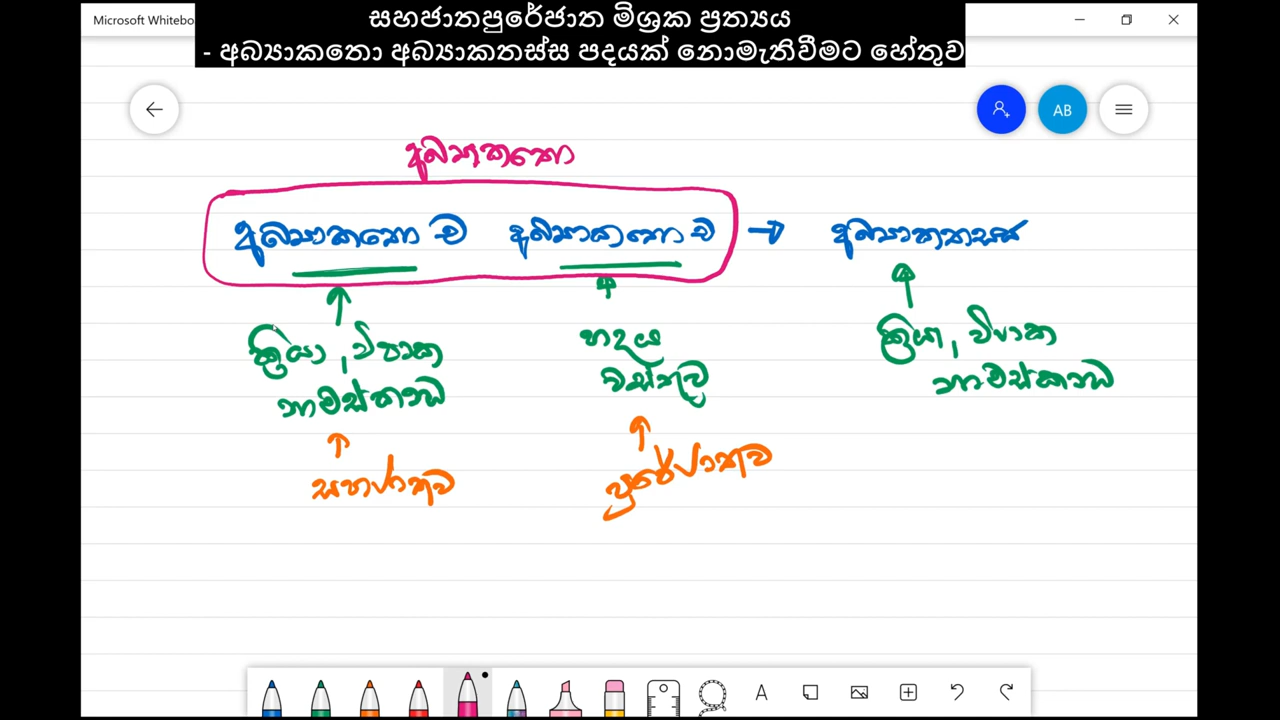 Microsoft Whitebo
සහජාතපුරේජාත මිශ්‍රක ප්‍රත්‍යය
- අබ්‍යාකතො අබ්‍යාකතස්ස පදයක් නොමැතිවීමට හේතුව
AB
අබ්‍යාකතො
අබ්‍යාකතො ච අබ්‍යාකතො ච → අබ්‍යාකතස්ස
ක්‍රියා, විපාක හදය ක්‍රියා, විපාක
නාමස්කන්ධ වස්තුව නාමස්කන්ධ
සහජාතව පුරේජාතව
A